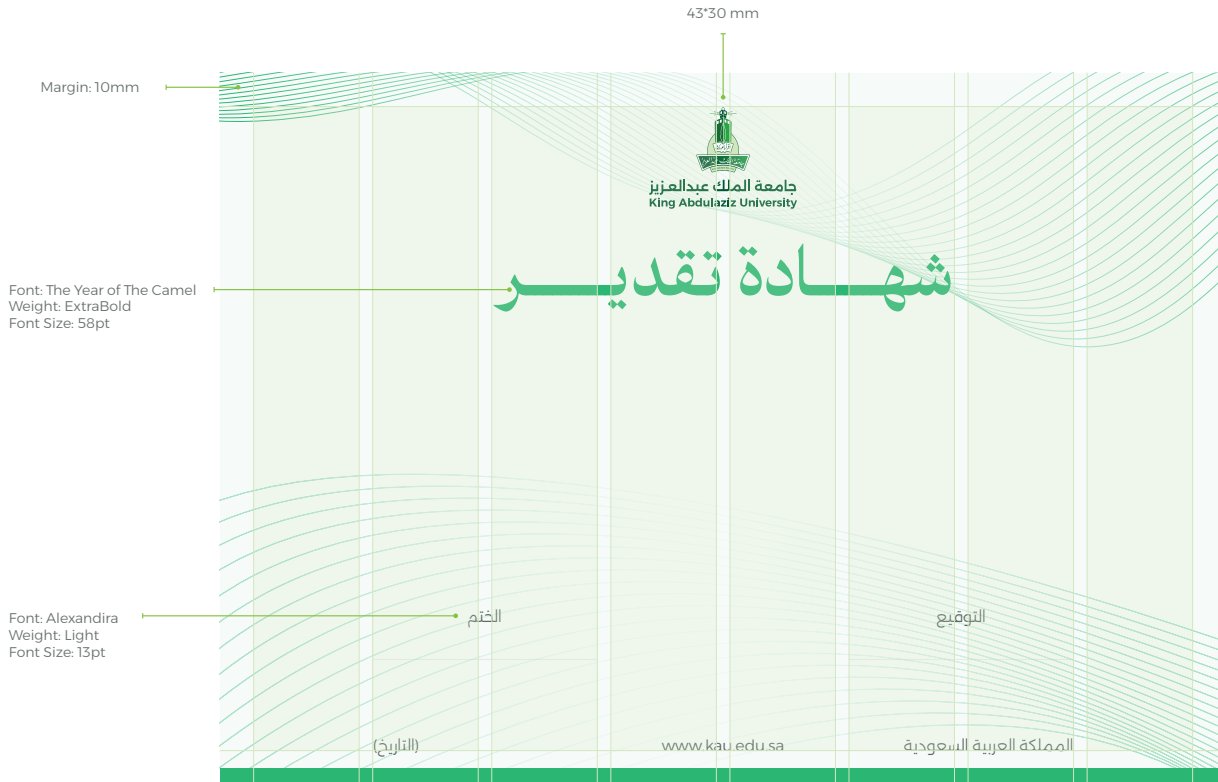 43*30 mm
Margin: 10mm
جامعة الملك عبدالعزيز
King Abdulaziz University
شهـــادة تقديـــر
Font: The Year of The Camel
Weight: ExtraBold
Font Size: 58pt
Font: Alexandira
Weight: Light
Font Size: 13pt
التوقيع
الختم
المملكة العربية السعودية
www.kau.edu.sa
(التاريخ)